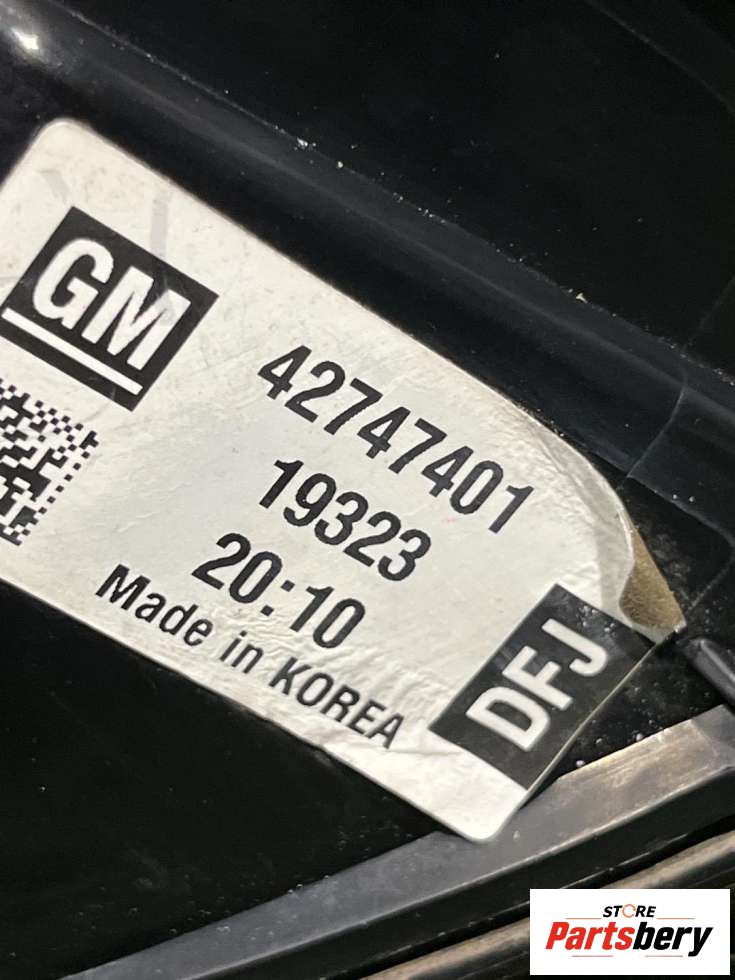 GM
42747401
19323
20:10
Made in KOREA
DFJ
STORE
Partsbery